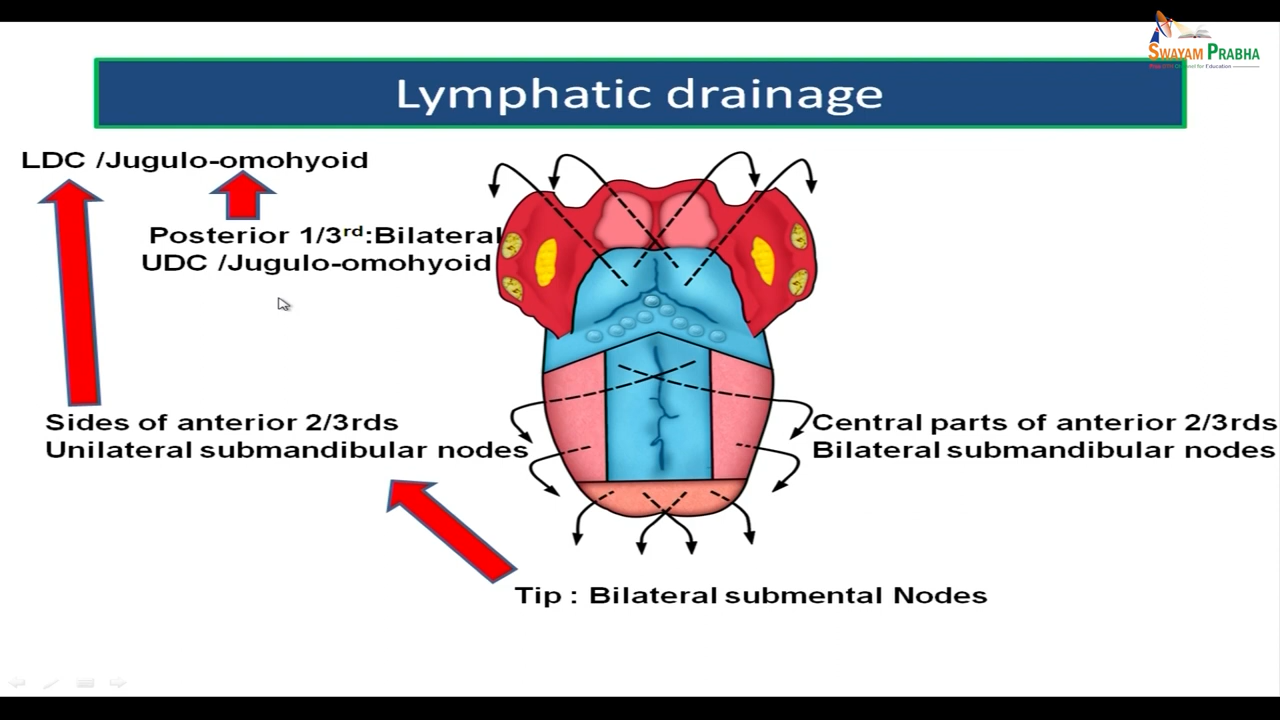 SWAYAM PRABHA
Lymphatic drainage
LDC /Jugulo-omohyoid
Posterior 1/3rd:Bilateral
UDC /Jugulo-omohyoid
Sides of anterior 2/3rds
Unilateral submandibular nodes
Central parts of anterior 2/3rds
Bilateral submandibular nodes
Tip : Bilateral submental Nodes